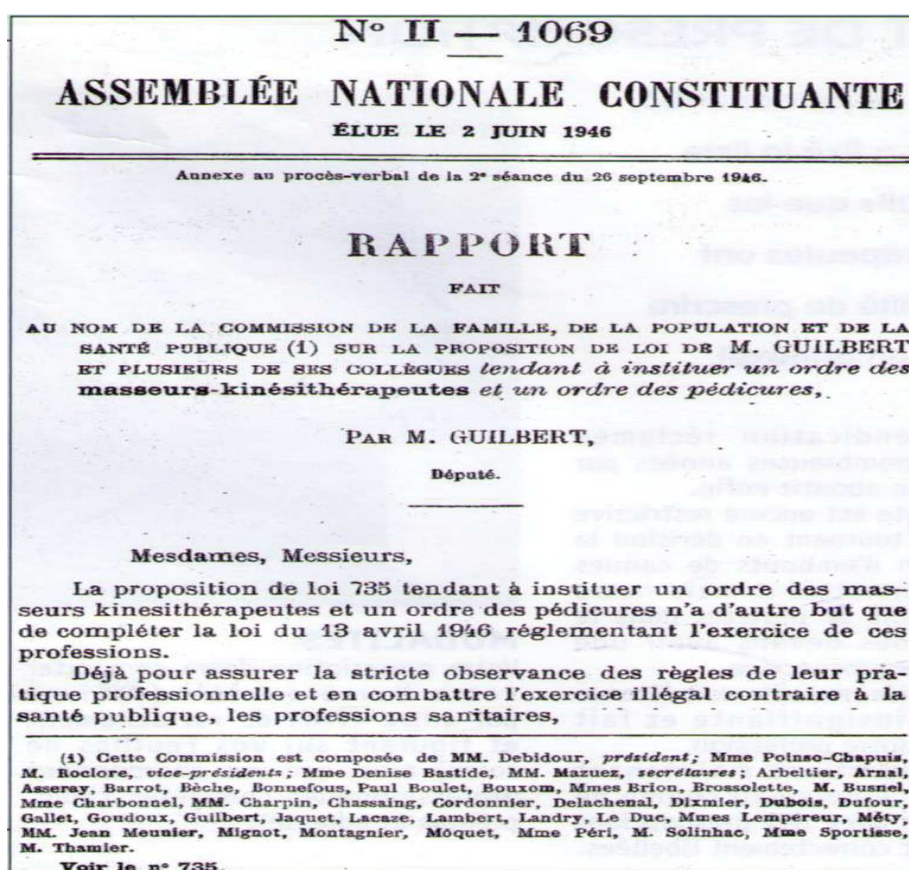 N° II — 1069
ASSEMBLÉE NATIONALE CONSTITUANTE
ÉLUE LE 2 JUIN 1946
Annexe au procès-verbal de la 2ᵉ séance du 26 septembre 1946.
RAPPORT
FAIT
AU NOM DE LA COMMISSION DE LA FAMILLE, DE LA POPULATION ET DE LA
SANTÉ PUBLIQUE (1) SUR LA PROPOSITION DE LOI DE M. GUILBERT
ET PLUSIEURS DE SES COLLÈGUES tendant à instituer un ordre des
masseurs-kinésithérapeutes et un ordre des pédicures,
PAR M. GUILBERT,
Député.
Mesdames, Messieurs,
La proposition de loi 735 tendant à instituer un ordre des mas-
seurs kinesithérapeutes et un ordre des pédicures n'a d'autre but que
de compléter la loi du 13 avril 1946, réglementant l'exercice de ces
professions.
Déjà pour assurer la stricte observance des règles de leur pra-
tique professionnelle et en combattre l'exercice illégal contraire à la
santé publique, les professions sanitaires,
(1) Cette Commission est composée de MM. Debidour, président; Mme Poinso-Chapuis,
M. Roclore, vice-présidents; Mme Denise Bastide, MM. Mazuez, secrétaires; Arbeltier, Arnal,
Asseray, Barrot, Bèche, Bonnefous, Paul Boulet, Bouxom, Mmes Brion, Brossolette, M. Busnel,
Mme Charbonnel, MM. Charpin, Chassaing, Cordonnier, Delachenal, Dixmier, Dubois, Dufour,
Gallet, Goudoux, Guilbert, Jaquet, Lacaze, Lambert, Landry, Le Duc, Mmes Lempereur, Méty,
MM. Jean Meunier, Mignot, Montagnier, Môquet, Mme Péri, M. Solinhac, Mme Sportisse,
M. Thamier.
Voir le n° 735.